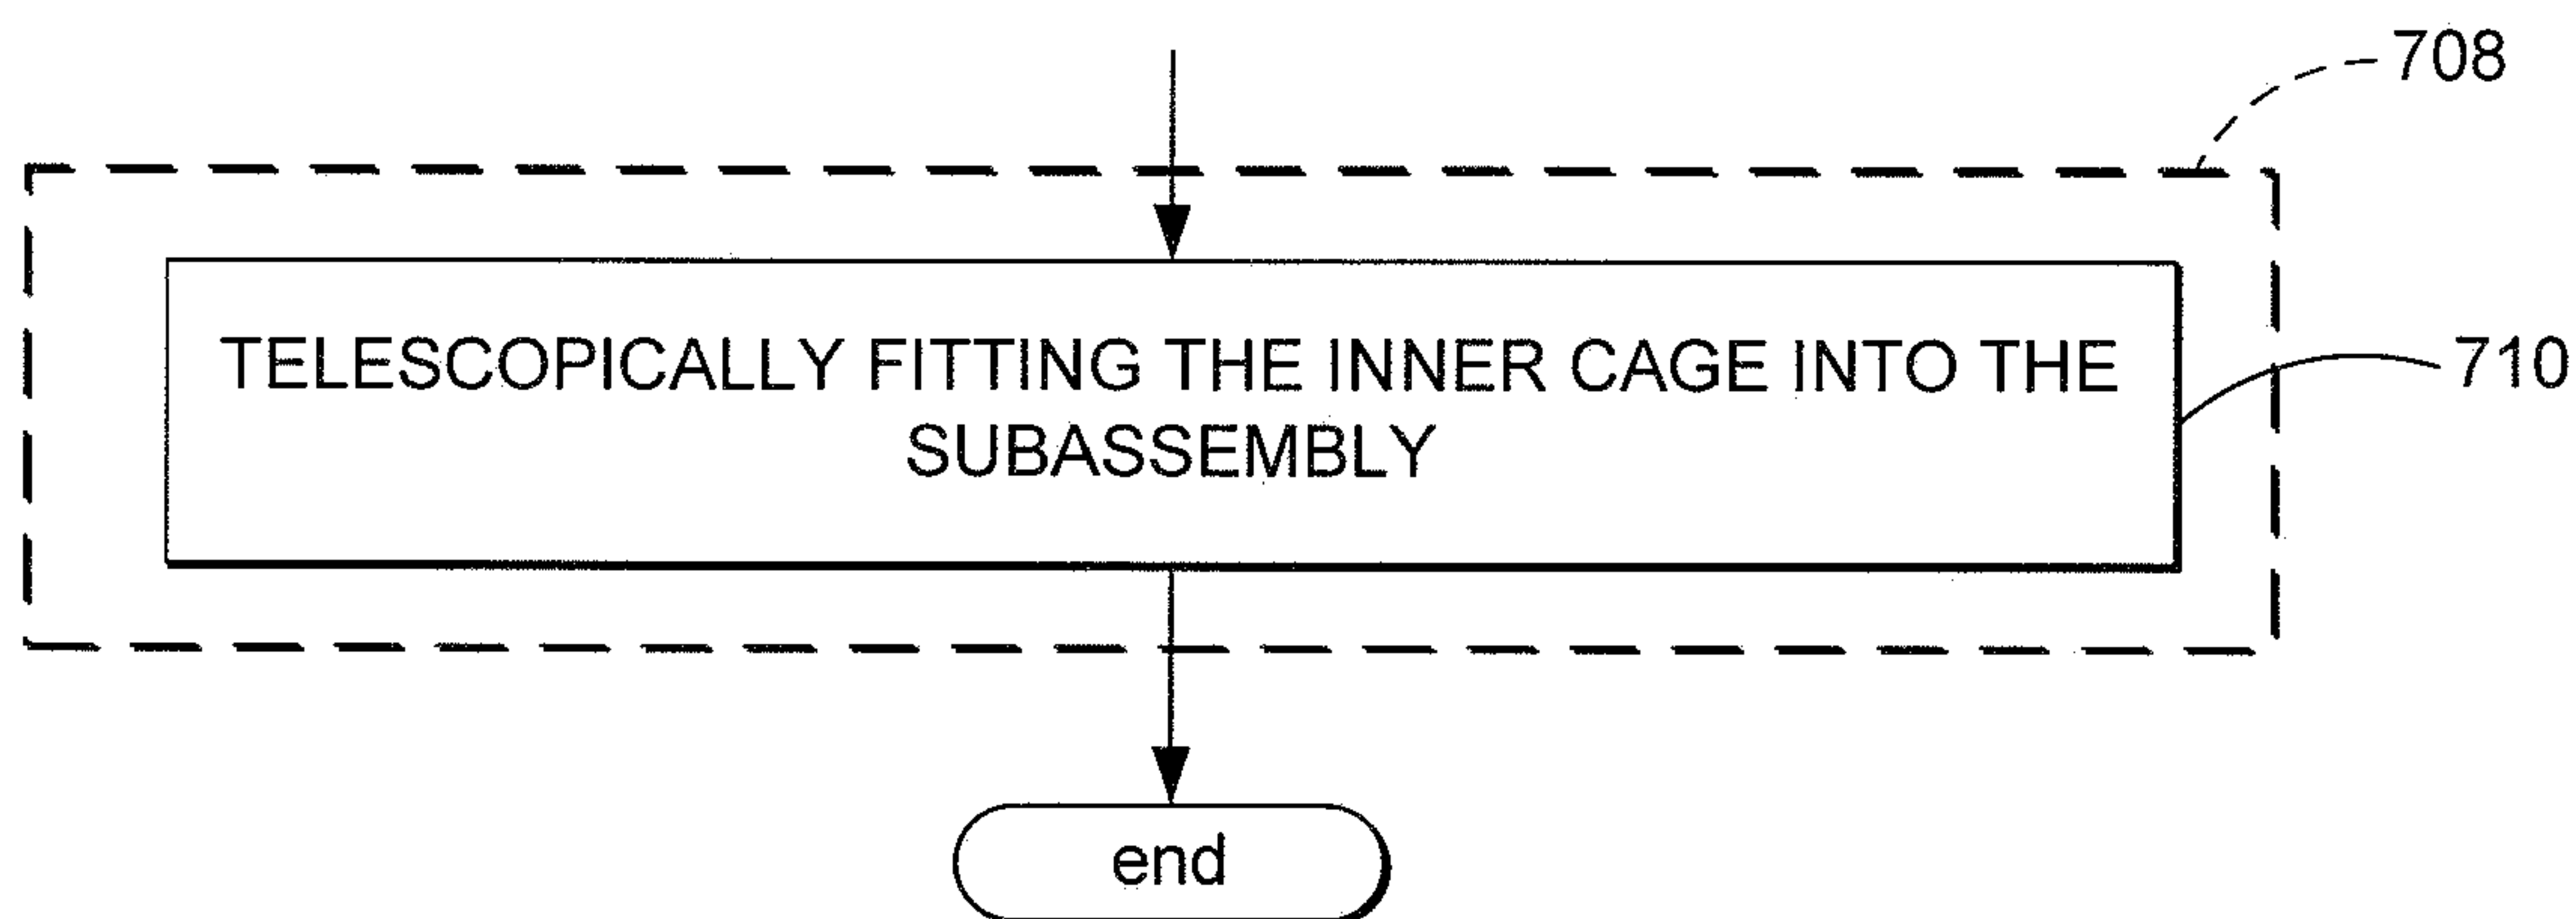 708
TELESCOPICALLY FITTING THE INNER CAGE INTO THE
SUBASSEMBLY
710
end